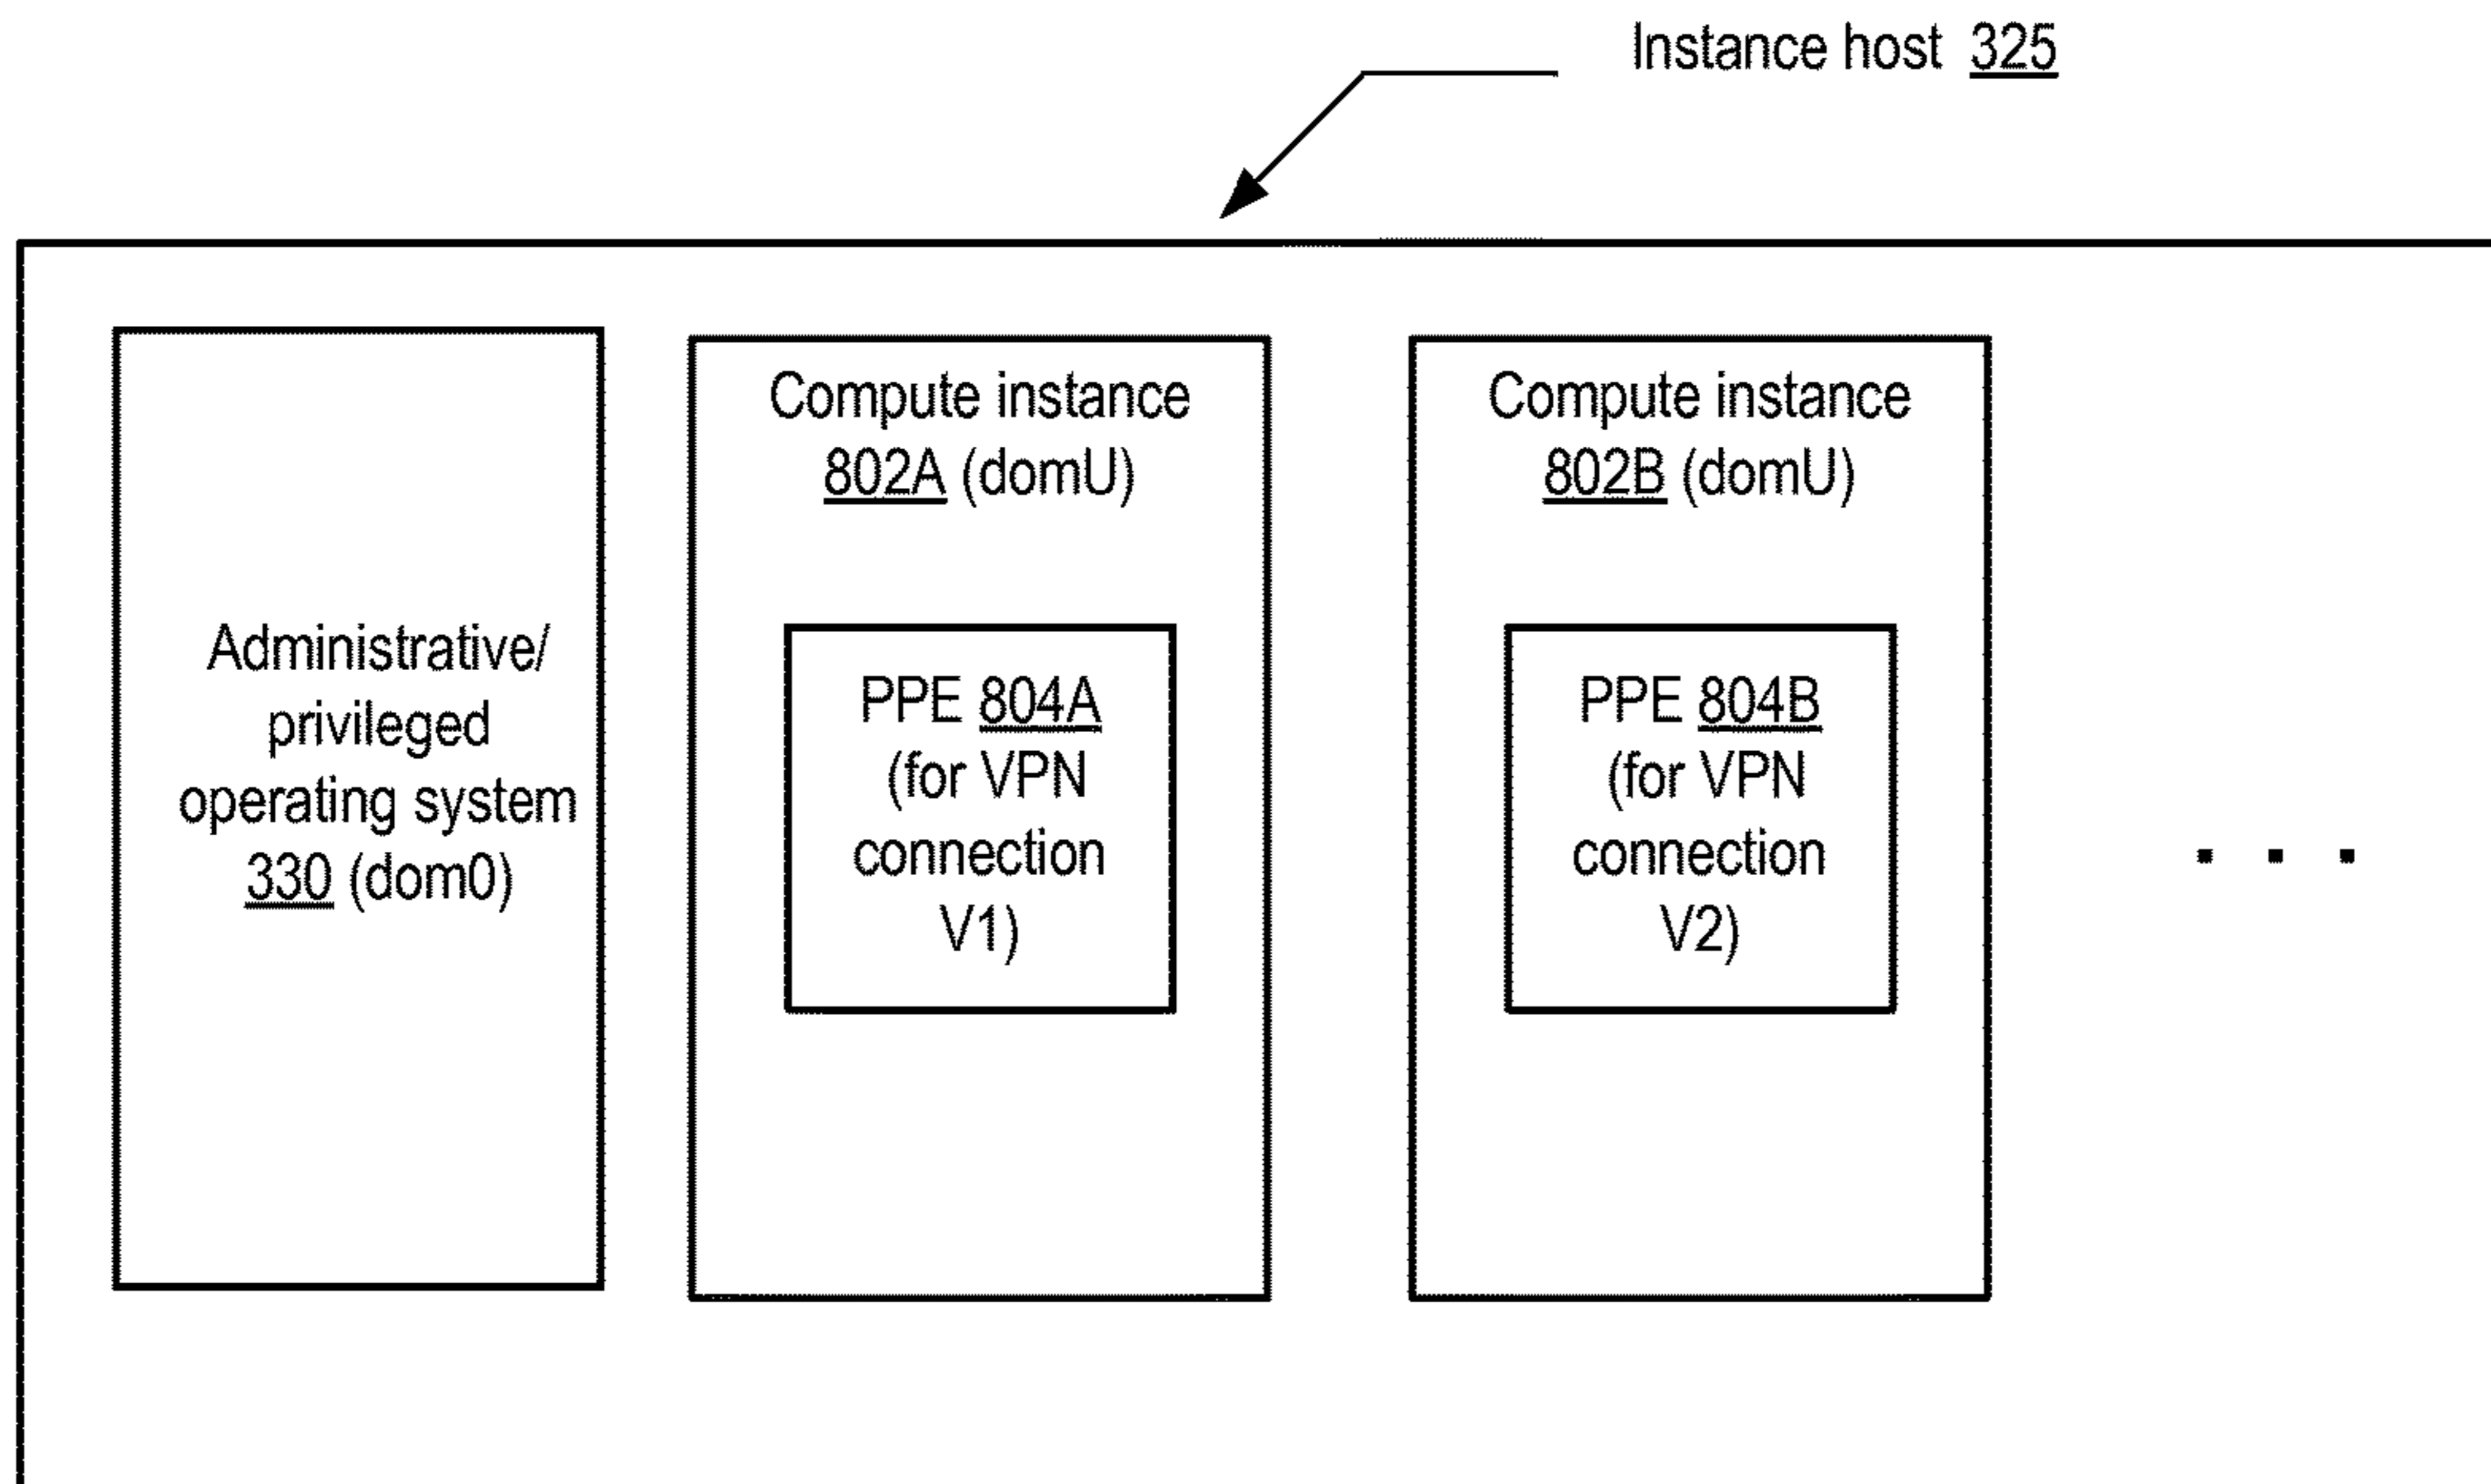 Instance host 325
Administrative/
privileged
operating system
330 (dom0)
Compute instance
802A (domU)
PPE 804A
(for VPN
connection
V1)
Compute instance
802B (domU)
PPE 804B
(for VPN
connection
V2)
. . .